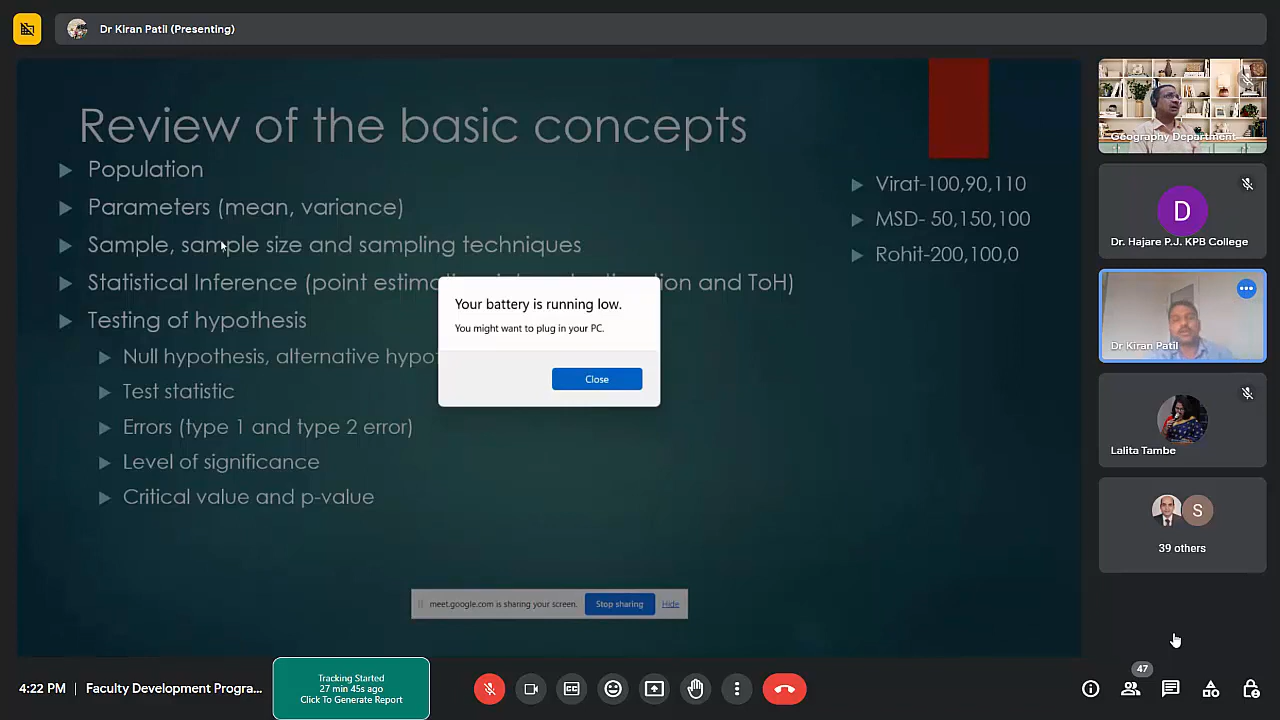 Dr Kiran Patil (Presenting)
Review of the basic concepts
Population
Parameters (mean, variance)
Sample, sample size and sampling techniques
Statistical Inference (point estima
ion and ToH)
Testing of hypothesis
Null hypothesis, alternative hypot
Test statistic
Errors (type 1 and type 2 error)
Level of significance
Critical value and p-value
Virat-100,90,110
MSD- 50,150,100
Rohit-200,100,0
Your battery is running low.
You might want to plug in your PC.
Close
meet.google.com is sharing your screen.
Stop sharing
Hide
Geography Department
D
Dr. Hajare P.J. KPB College
Dr Kiran Patil
Lalita Tambe
S
39 others
4:22 PM
Faculty Development Progra...
Tracking Started
27 min 45s ago
Click To Generate Report
CC
47